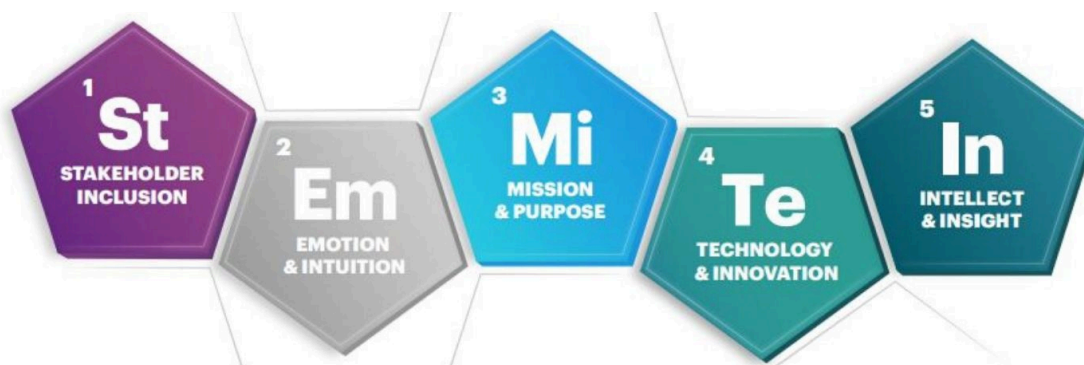 1
St
STAKEHOLDER
INCLUSION
2
Em
EMOTION
& INTUITION
3
Mi
MISSION
& PURPOSE
4
Te
TECHNOLOGY
& INNOVATION
5
In
INTELLECT
& INSIGHT